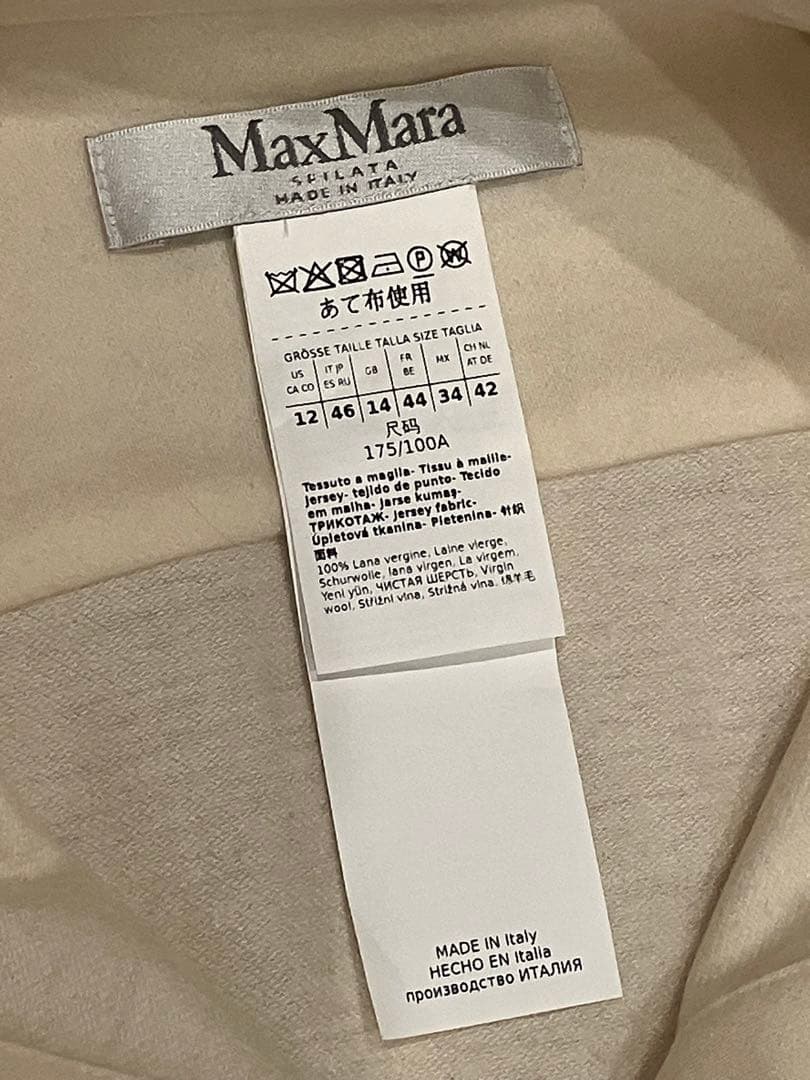 MaxMara
SFILATA
MADE IN ITALY
あて布使用
GRÖSSE TAILLE TALLA SIZE TAGLIA
US CA CO IT JP ES RU GB FR BE MX CH NL AT DE
12 46 14 44 34 42
尺码
175/100A
Tessuto a maglia- Tissu à maille-
Jersey- tejido de punto- Tecido
em malha- Jarse kumaş-
ТРИКОТАЖ- Jersey fabric-
Úpletová tkanina- Pletenina- 针织
面料
100% Lana vergine, Laine vierge,
Schurwolle, lana virgen, La virgem,
Yeni yün, ЧИСТАЯ ШЕРСТЬ, Virgin
wool, Střižní vlna, Strižná vlna, 绵羊毛
MADE IN Italy
HECHO EN Italia
производство ИТАЛИЯ